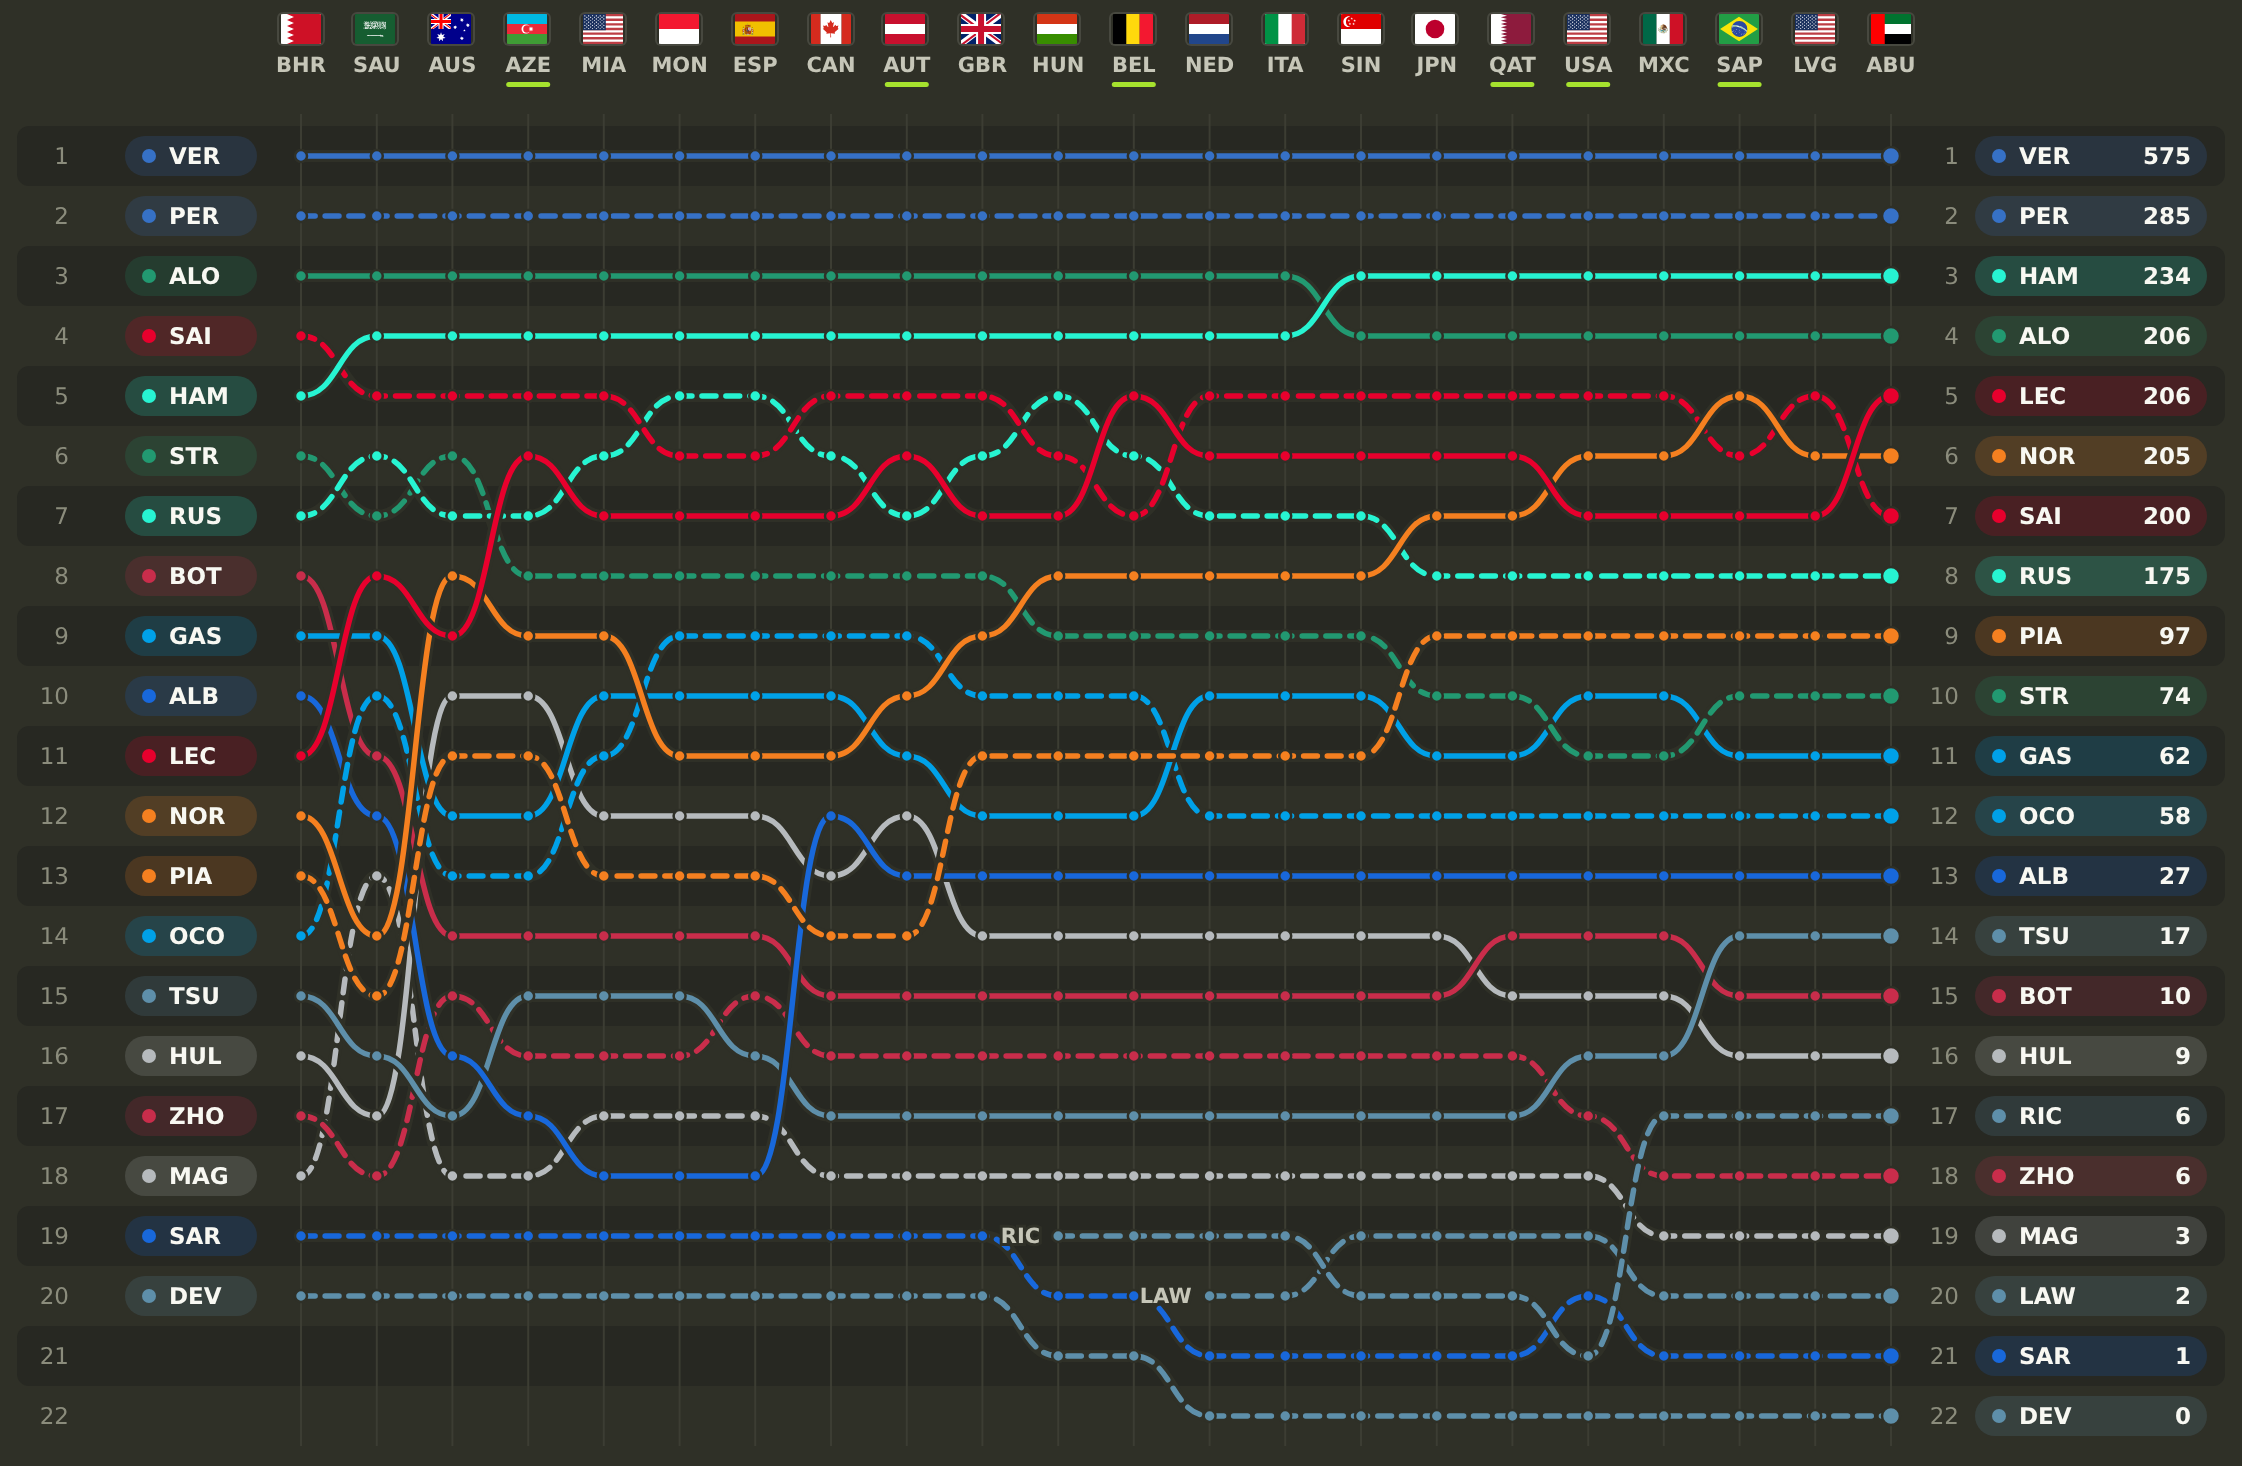 BHR SAU AUS AZE MIA MON ESP CAN AUT GBR HUN BEL NED ITA SIN JPN QAT USA MXC SAP LVG ABU
1 VER 1 VER 575
2 PER 2 PER 285
3 ALO 3 HAM 234
4 SAI 4 ALO 206
5 HAM 5 LEC 206
6 STR 6 NOR 205
7 RUS 7 SAI 200
8 BOT 8 RUS 175
9 GAS 9 PIA 97
10 ALB 10 STR 74
11 LEC 11 GAS 62
12 NOR 12 OCO 58
13 PIA 13 ALB 27
14 OCO 14 TSU 17
15 TSU 15 BOT 10
16 HUL 16 HUL 9
17 ZHO 17 RIC 6
18 MAG 18 ZHO 6
19 SAR RIC 19 MAG 3
20 DEV LAW 20 LAW 2
21 21 SAR 1
22 22 DEV 0